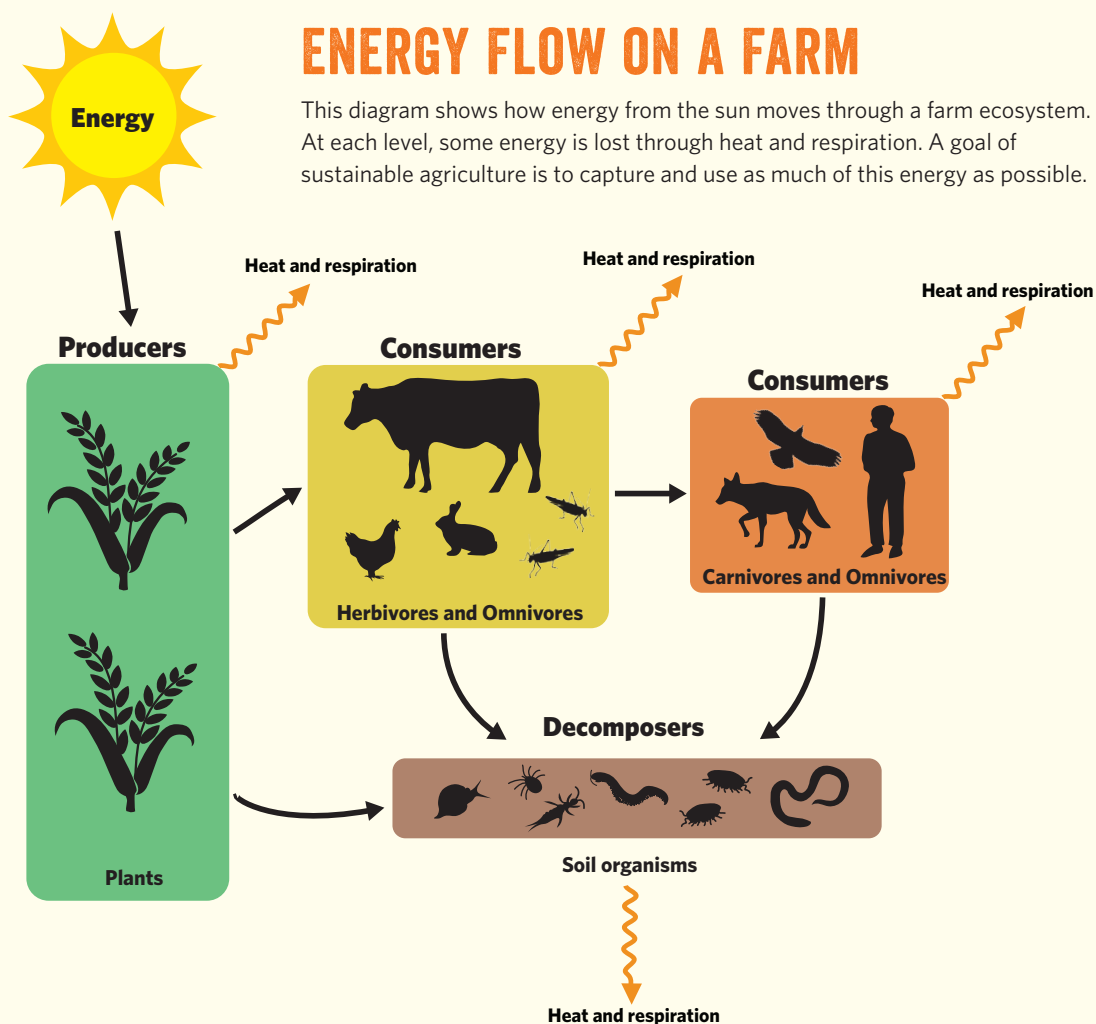 Energy
ENERGY FLOW ON A FARM
This diagram shows how energy from the sun moves through a farm ecosystem.
At each level, some energy is lost through heat and respiration. A goal of
sustainable agriculture is to capture and use as much of this energy as possible.
Heat and respiration
Heat and respiration
Heat and respiration
Producers
Consumers
Consumers
Carnivores and Omnivores
Herbivores and Omnivores
Decomposers
Soil organisms
Plants
Heat and respiration